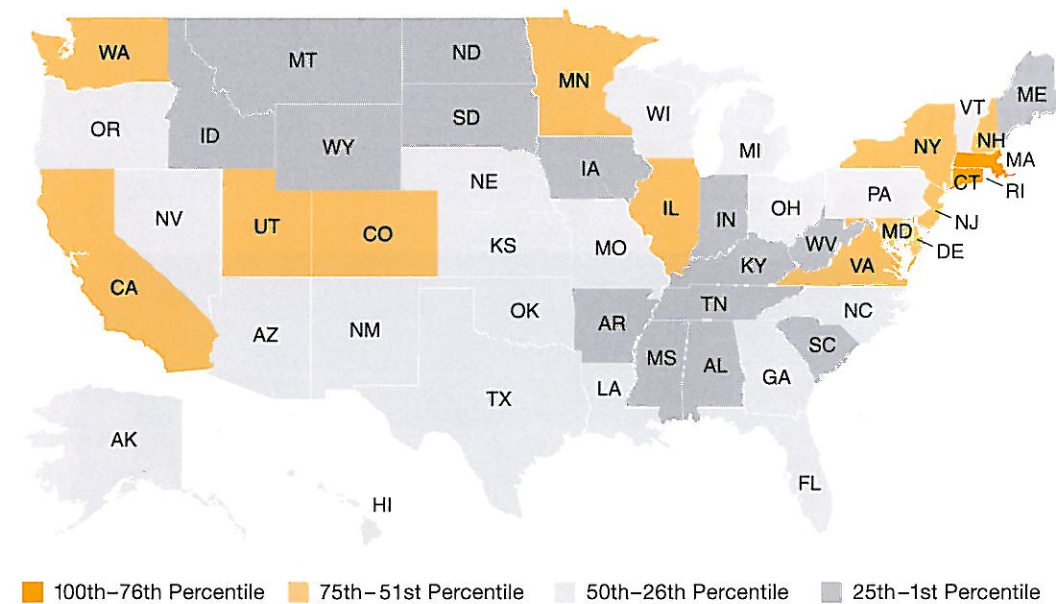 WA
MT
ND
MN
VT
ME
OR
ID
SD
WI
NY
NH
MA
WY
MI
CT
RI
NE
IA
PA
NJ
NV
UT
CO
IL
IN
OH
MD
DE
KS
MO
WV
VA
CA
KY
AZ
NM
OK
AR
TN
NC
SC
MS
AL
GA
TX
LA
AK
HI
FL
100th–76th Percentile
75th–51st Percentile
50th–26th Percentile
25th–1st Percentile